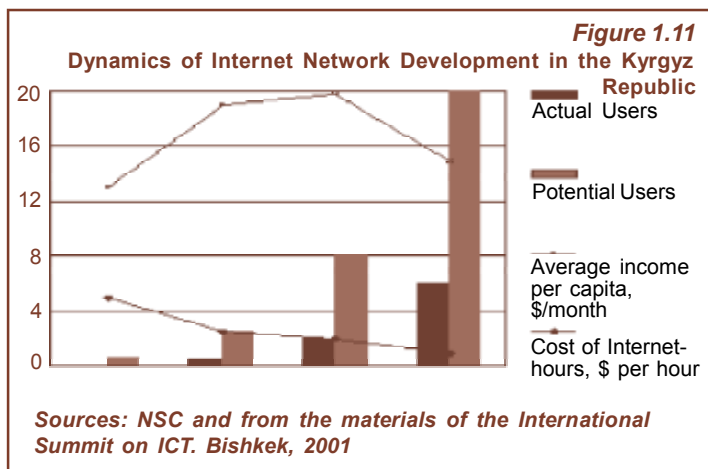 Figure 1.11
Dynamics of Internet Network Development in the Kyrgyz
Republic
20
16
12
8
4
0
Actual Users
Potential Users
Average income
per capita,
$/month
Cost of Internet-
hours, $ per hour
Sources: NSC and from the materials of the International
Summit on ICT. Bishkek, 2001